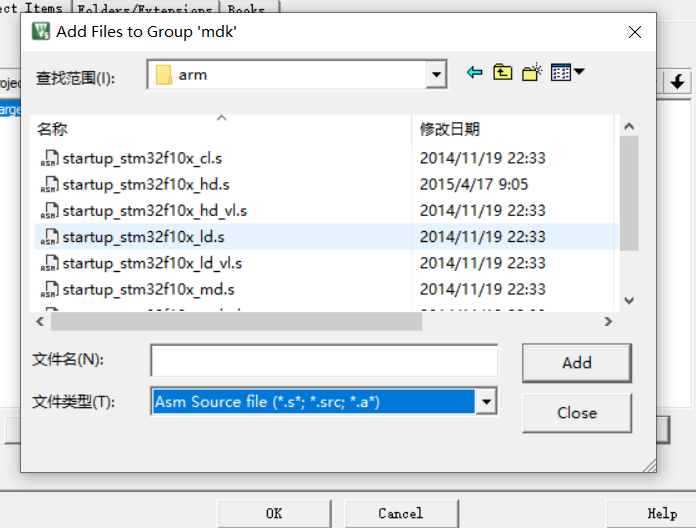 ect Items Folders/Extensions Books
Add Files to Group 'mdk'
查找范围(I): arm
名称 修改日期
startup_stm32f10x_cl.s 2014/11/19 22:33
startup_stm32f10x_hd.s 2015/4/17 9:05
startup_stm32f10x_hd_vl.s 2014/11/19 22:33
startup_stm32f10x_ld.s 2014/11/19 22:33
startup_stm32f10x_ld_vl.s 2014/11/19 22:33
startup_stm32f10x_md.s 2014/11/19 22:33
文件名(N): Add
文件类型(T): Asm Source file (*.s*; *.src; *.a*)
Close
OK Cancel Help